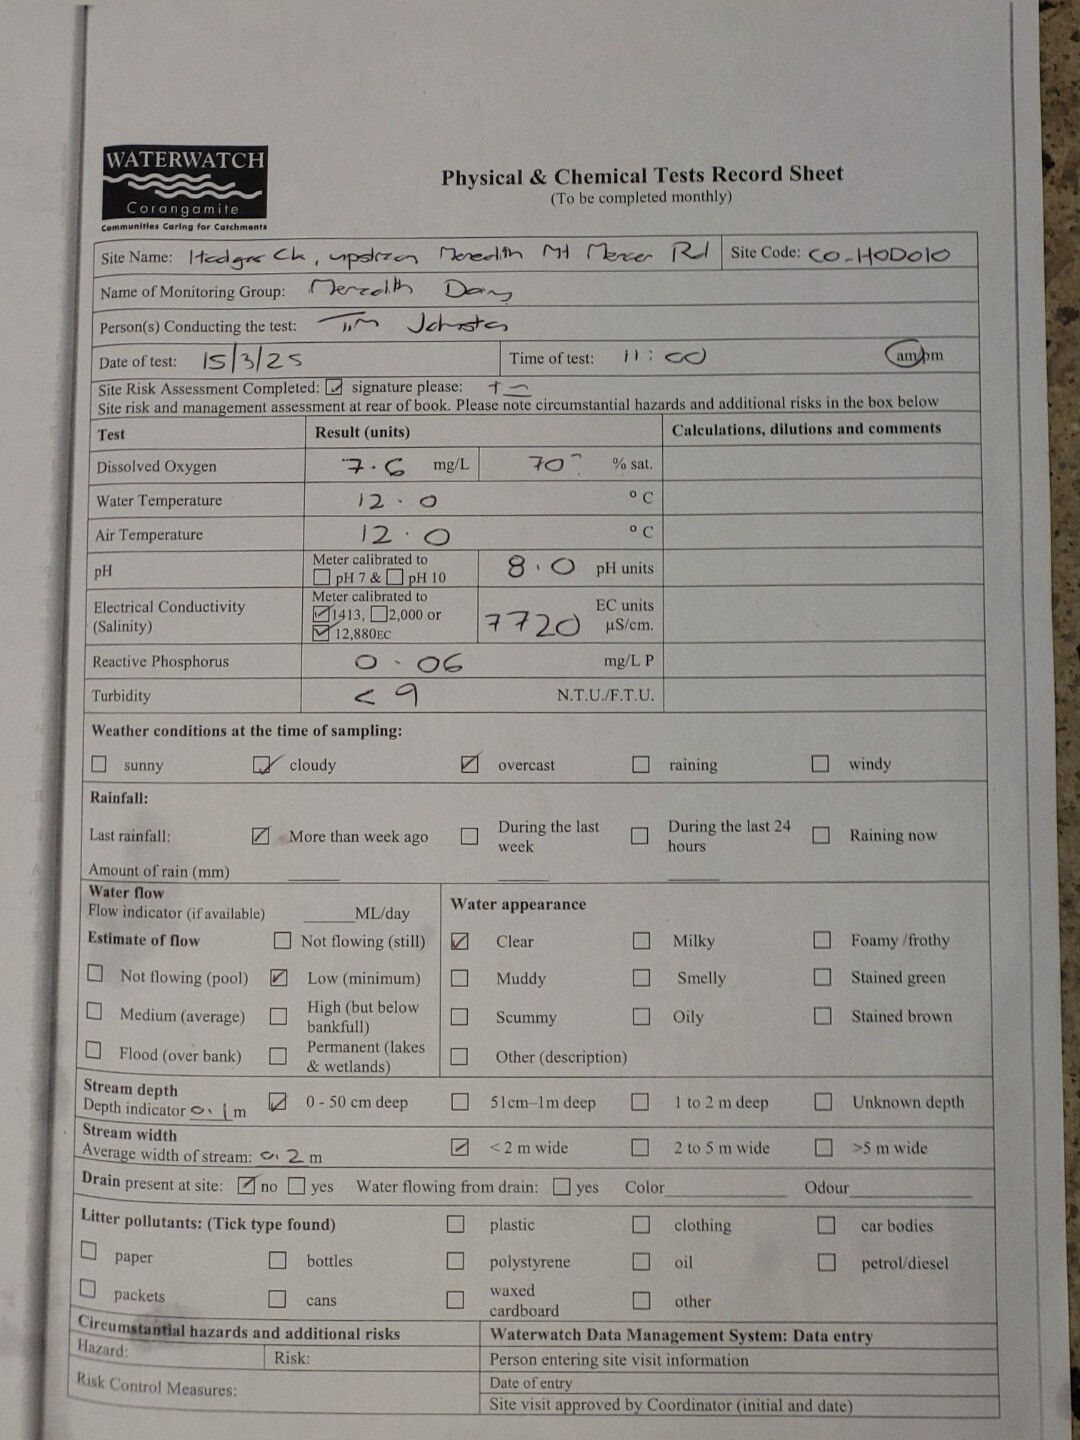 WATERWATCH
Corangamite
Communities Caring for Catchments
Physical & Chemical Tests Record Sheet
(To be completed monthly)
Site Name: Ck, upstream Meredith Mt Mercer Rd Site Code: CO-HOD010
Name of Monitoring Group: Meredith
Person(s) Conducting the test: Tim
Date of test: 15/3/25 Time of test: 11:00 am/pm
Site Risk Assessment Completed: signature please:
Site risk and management assessment at rear of book. Please note circumstantial hazards and additional risks in the box below
Test Result (units) Calculations, dilutions and comments
Dissolved Oxygen 7.6 mg/L 70 % sat.
Water Temperature 12.0 °C
Air Temperature 12.0 °C
pH Meter calibrated to pH 7 & pH 10 8.0 pH units
Electrical Conductivity (Salinity) Meter calibrated to 1413, 2,000 or 12,880EC 7720 EC units µS/cm.
Reactive Phosphorus 0.06 mg/L P
Turbidity < 9 N.T.U./F.T.U.
Weather conditions at the time of sampling:
sunny cloudy overcast raining windy
Rainfall:
Last rainfall: More than week ago During the last week During the last 24 hours Raining now
Amount of rain (mm)
Water flow
Flow indicator (if available) ML/day
Water appearance
Estimate of flow Not flowing (still) Clear Milky Foamy /frothy
Not flowing (pool) Low (minimum) Muddy Smelly Stained green
Medium (average) High (but below bankfull) Scummy Oily Stained brown
Flood (over bank) Permanent (lakes & wetlands) Other (description)
Stream depth
Depth indicator 0.1 m 0 - 50 cm deep 51cm–1m deep 1 to 2 m deep Unknown depth
Stream width
Average width of stream: 0.2 m < 2 m wide 2 to 5 m wide >5 m wide
Drain present at site: no yes Water flowing from drain: yes Color Odour
Litter pollutants: (Tick type found) plastic clothing car bodies
paper bottles polystyrene oil petrol/diesel
packets cans waxed cardboard other
Circumstantial hazards and additional risks Waterwatch Data Management System: Data entry
Hazard: Risk: Person entering site visit information
Risk Control Measures: Date of entry
Site visit approved by Coordinator (initial and date)